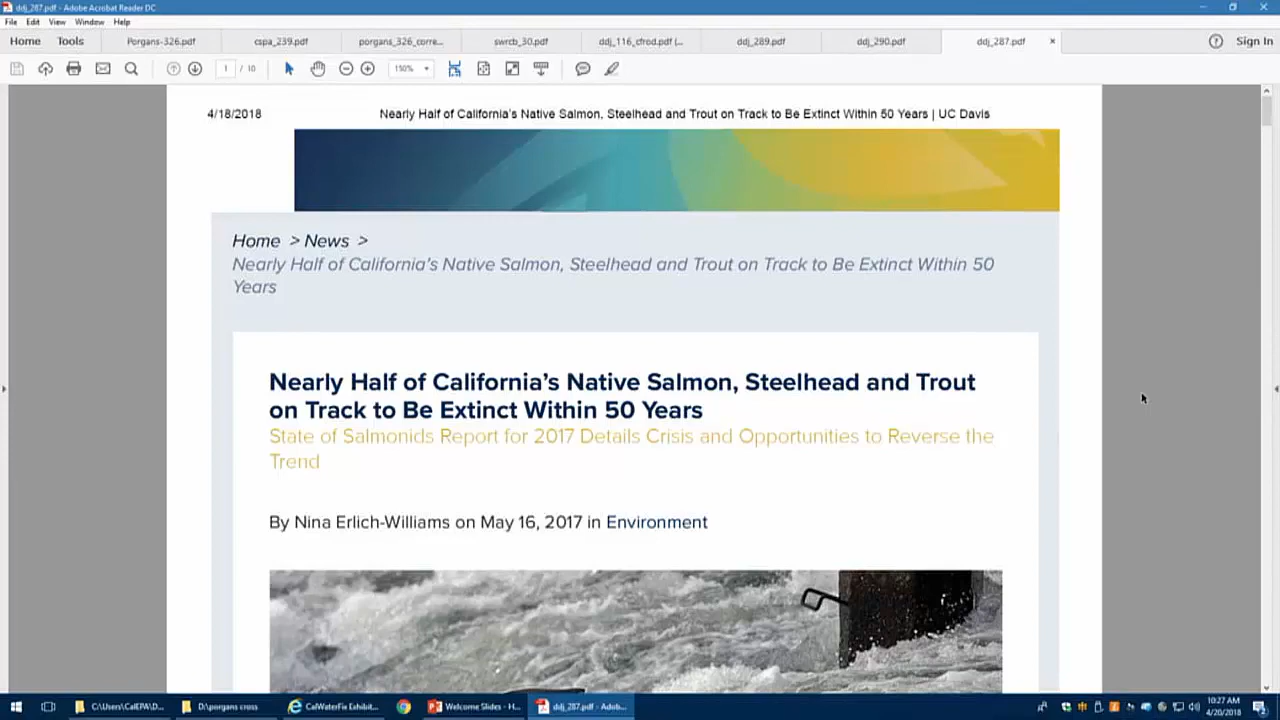 ddj_287.pdf - Adobe Acrobat Reader DC
File Edit View Window Help
Home Tools Porgans-326.pdf cspa_239.pdf porgans_326_corre... swrcb_30.pdf ddj_116_cfrod.pdf (... ddj_289.pdf ddj_290.pdf ddj_287.pdf × ? Sign In
1 / 10 150%
4/18/2018 Nearly Half of California's Native Salmon, Steelhead and Trout on Track to Be Extinct Within 50 Years | UC Davis
Home > News >
Nearly Half of California's Native Salmon, Steelhead and Trout on Track to Be Extinct Within 50
Years
Nearly Half of California's Native Salmon, Steelhead and Trout
on Track to Be Extinct Within 50 Years
State of Salmonids Report for 2017 Details Crisis and Opportunities to Reverse the
Trend
By Nina Erlich-Williams on May 16, 2017 in Environment
C:\Users\CalEPA\D... D:\porgans cross CalWaterFix Exhibit... Welcome Slides - H... ddj_287.pdf - Adob... 10:27 AM
4/20/2018